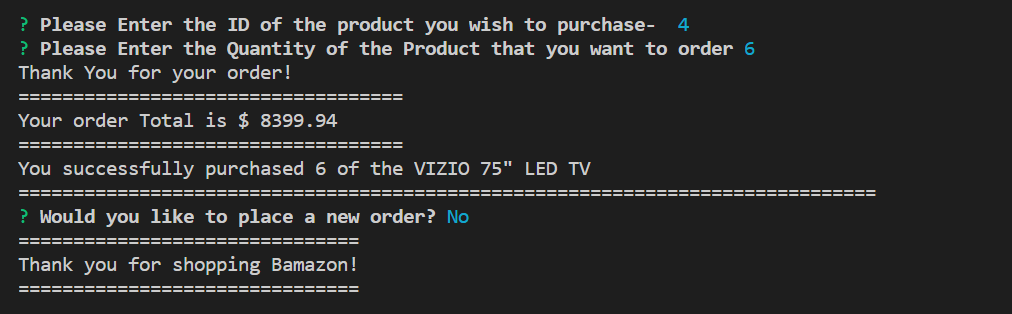 ? Please Enter the ID of the product you wish to purchase-  4
? Please Enter the Quantity of the Product that you want to order 6
Thank You for your order!
===================================
Your order Total is $ 8399.94
===================================
You successfully purchased 6 of the VIZIO 75" LED TV
==============================================================================
? Would you like to place a new order? No
===============================
Thank you for shopping Bamazon!
===============================